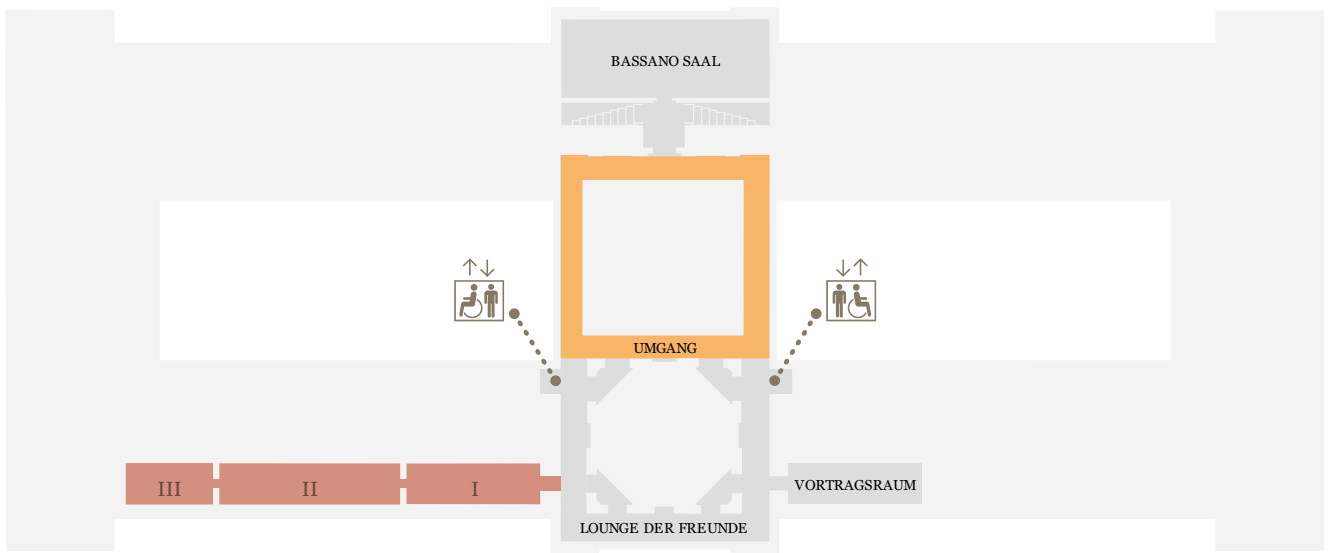 BASSANO SAAL
UMGANG
III
II
I
VORTRAGSRAUM
LOUNGE DER FREUNDE